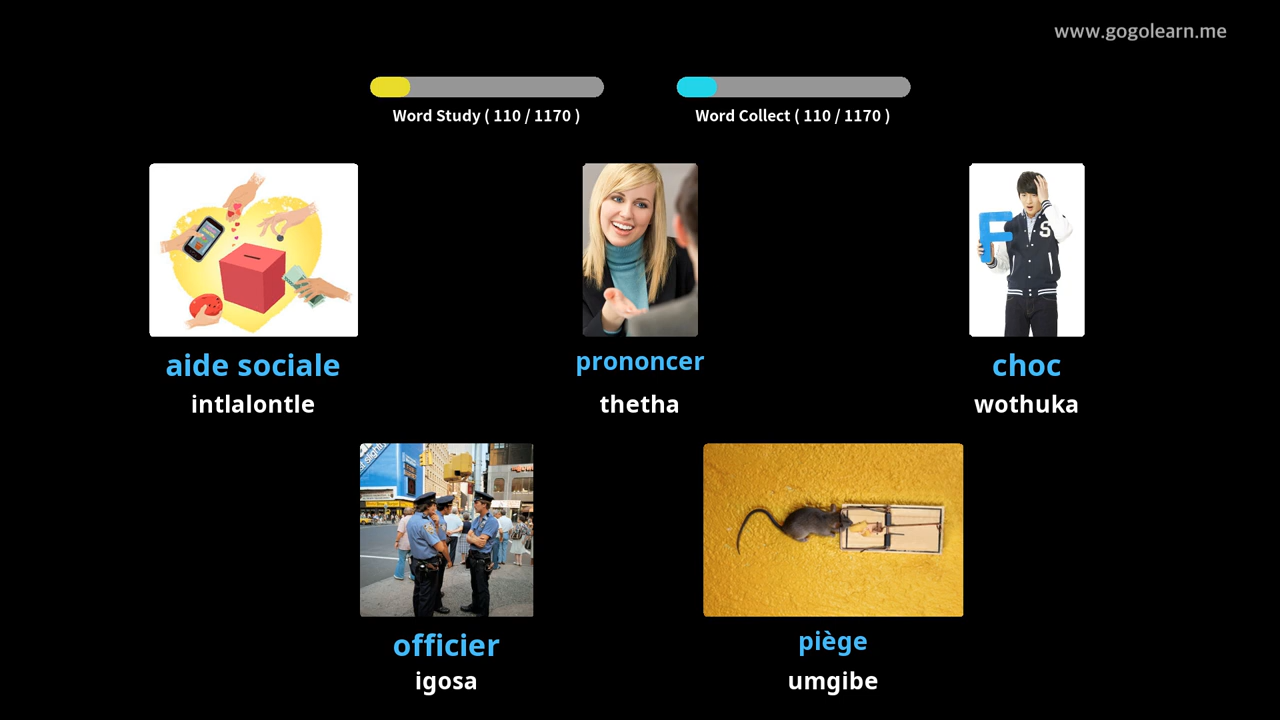 www.gogolearn.me
Word Study ( 110 / 1170 )
Word Collect ( 110 / 1170 )
aide sociale
intlalontle
prononcer
thetha
choc
wothuka
F
S
officier
igosa
piège
umgibe